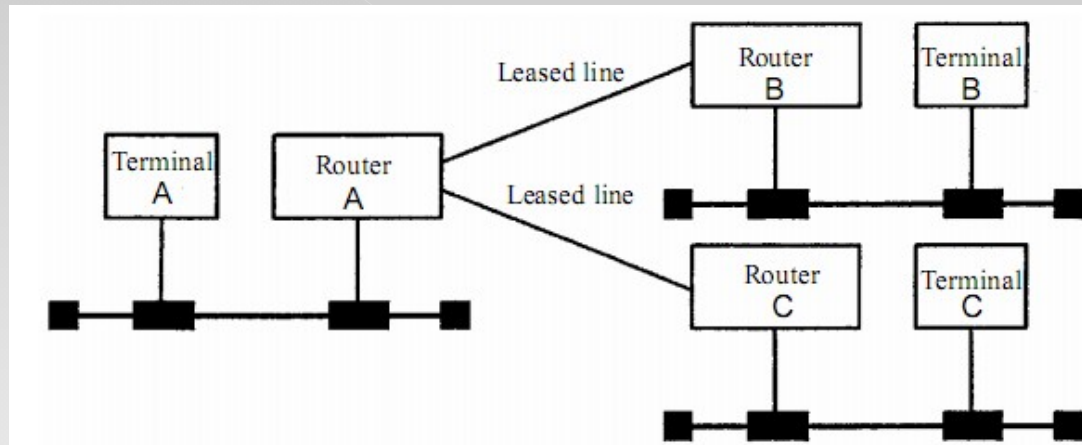 Terminal
A
Router
A
Leased line
Leased line
Router
B
Terminal
B
Router
C
Terminal
C